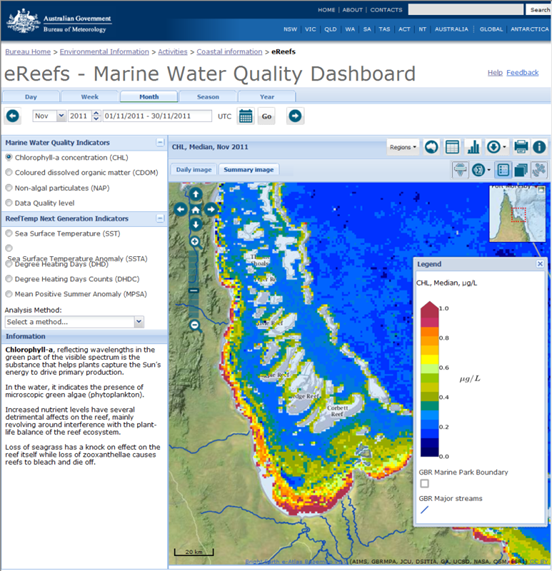 Australian Government
Bureau of Meteorology
HOME | ABOUT | CONTACTS
Search
NSW VIC QLD WA SA TAS ACT NT AUSTRALIA GLOBAL ANTARCTICA
Bureau Home > Environmental Information > Activities > Coastal information > eReefs
eReefs - Marine Water Quality Dashboard
Help Feedback
Day Week Month Season Year
Nov 2011 01/11/2011 - 30/11/2011 UTC Go
Marine Water Quality Indicators
Chlorophyll-a concentration (CHL)
Coloured dissolved organic matter (CDOM)
Non-algal particulates (NAP)
Data Quality level
ReefTemp Next Generation Indicators
Sea Surface Temperature (SST)
Sea Surface Temperature Anomaly (SSTA)
Degree Heating Days (DHD)
Degree Heating Days Counts (DHDC)
Mean Positive Summer Anomaly (MPSA)
Analysis Method:
Select a method...
Information
Chlorophyll-a, reflecting wavelengths in the
green part of the visible spectrum is the
substance that helps plants capture the Sun's
energy to drive primary production.
In the water, it indicates the presence of
microscopic green algae (phytoplankton).
Increased nutrient levels have several
detrimental affects on the reef, mainly
revolving around interference with the plant-
life balance of the reef ecosystem.
Loss of seagrass has a knock on effect on the
reef itself while loss of zooxanthellae causes
reefs to bleach and die off.
CHL, Median, Nov 2011
Regions
Daily image Summary image
Corbett
Reef
20 km
Legend
CHL, Median, µg/L
1.0
0.8
0.6
µg/L
0.4
0.2
0.0
GBR Marine Park Boundary
GBR Major streams
(AIMS, GBRMPA, JCU, DSITIA, GA, UCSD, NASA, OSM, ESRI)